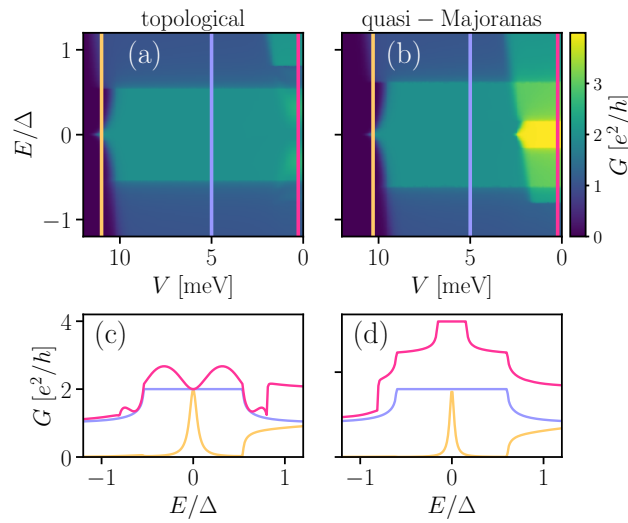 topological
quasi − Majoranas
(a)
(b)
E/Δ
1
0
−1
10
5
0
V [meV]
10
5
0
V [meV]
3
2
1
0
G [e²/h]
(c)
(d)
G [e²/h]
4
2
0
−1
0
1
E/Δ
−1
0
1
E/Δ